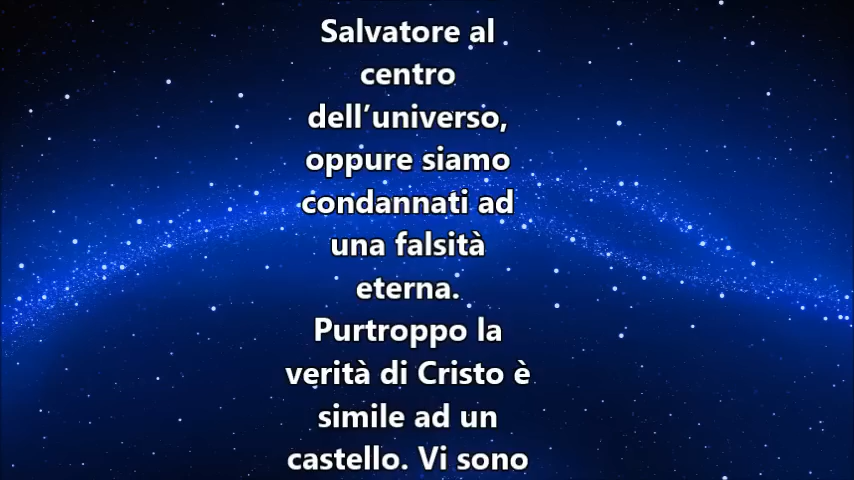 Salvatore al
centro
dell’universo,
oppure siamo
condannati ad
una falsità
eterna.
Purtroppo la
verità di Cristo è
simile ad un
castello. Vi sono